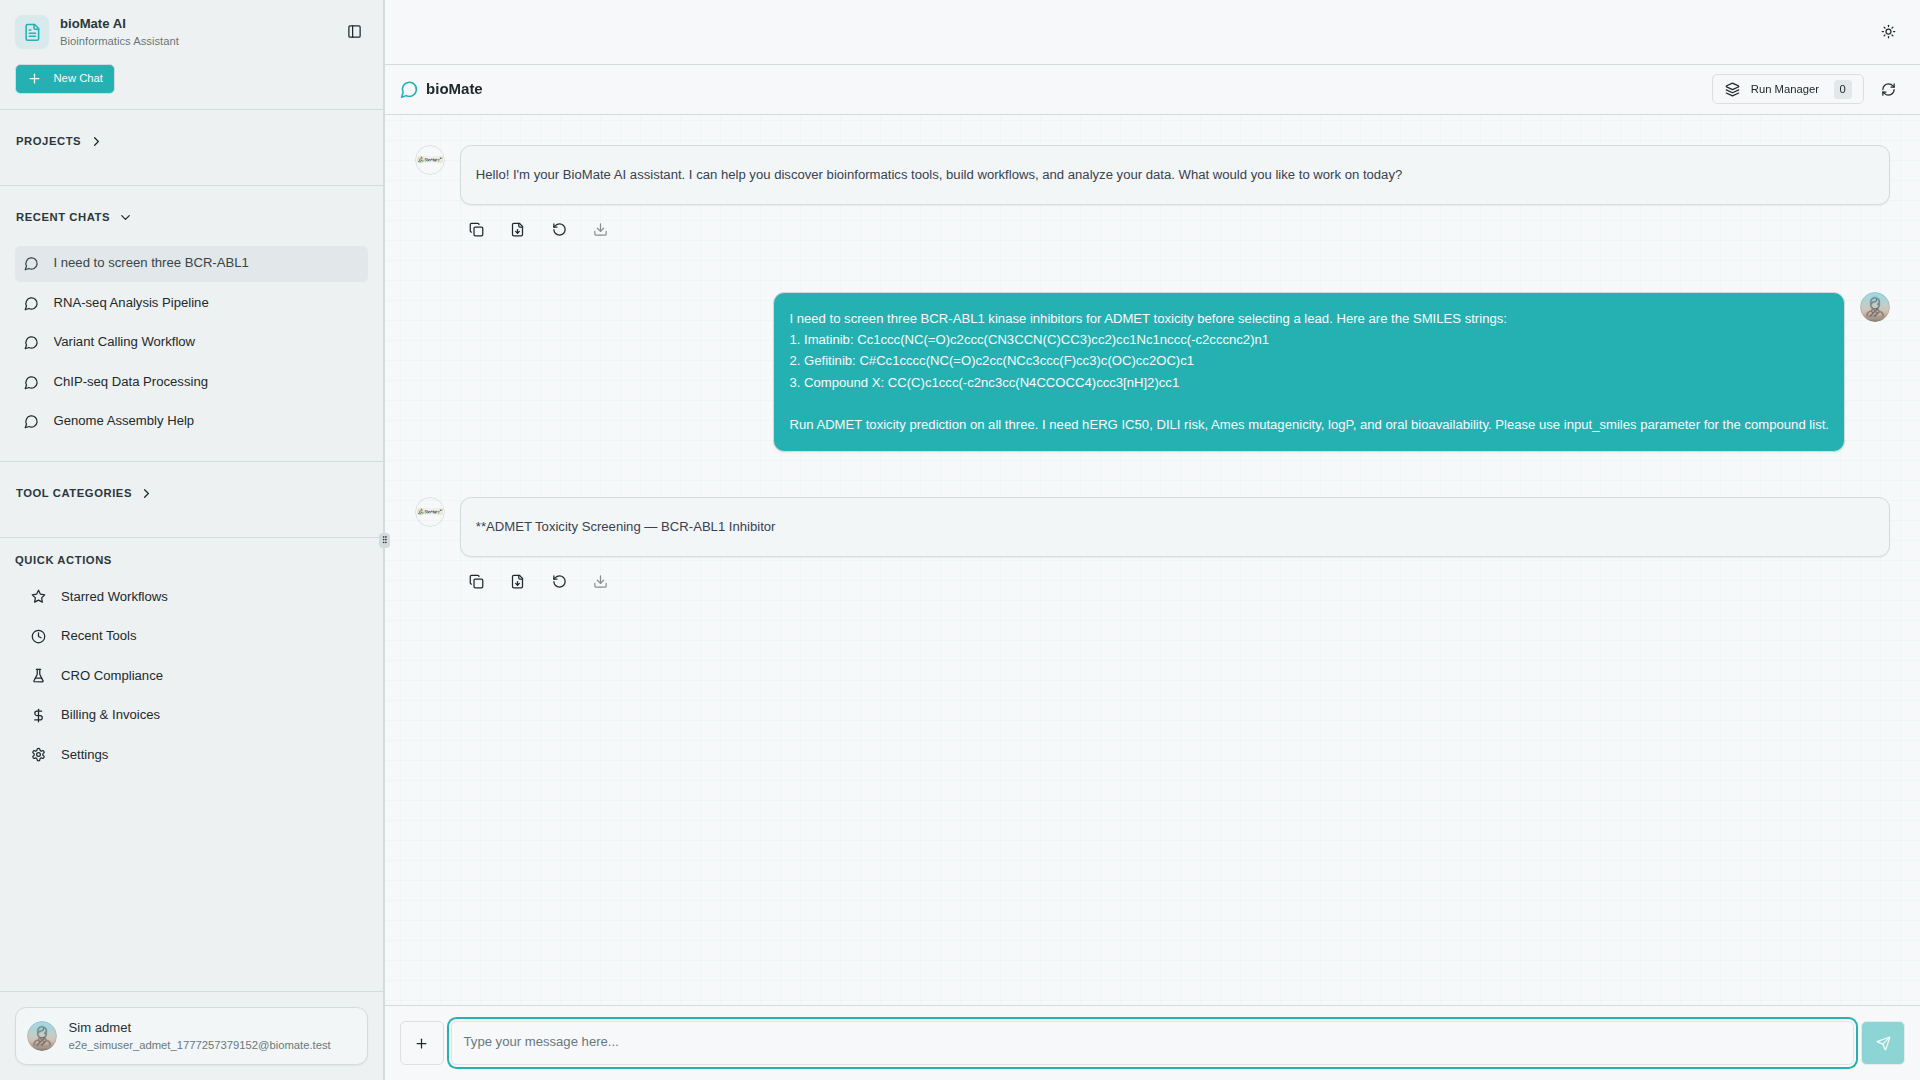 bioMate AI
Bioinformatics Assistant
New Chat
PROJECTS
RECENT CHATS
I need to screen three BCR-ABL1
RNA-seq Analysis Pipeline
Variant Calling Workflow
ChIP-seq Data Processing
Genome Assembly Help
TOOL CATEGORIES
QUICK ACTIONS
Starred Workflows
Recent Tools
CRO Compliance
Billing & Invoices
Settings
Sim admet
e2e_simuser_admet_1777257379152@biomate.test
bioMate
Run Manager 0
Hello! I'm your BioMate AI assistant. I can help you discover bioinformatics tools, build workflows, and analyze your data. What would you like to work on today?
I need to screen three BCR-ABL1 kinase inhibitors for ADMET toxicity before selecting a lead. Here are the SMILES strings:
1. Imatinib: Cc1ccc(NC(=O)c2ccc(CN3CCN(C)CC3)cc2)cc1Nc1nccc(-c2cccnc2)n1
2. Gefitinib: C#Cc1cccc(NC(=O)c2cc(NCc3ccc(F)cc3)c(OC)cc2OC)c1
3. Compound X: CC(C)c1ccc(-c2nc3cc(N4CCOCC4)ccc3[nH]2)cc1
Run ADMET toxicity prediction on all three. I need hERG IC50, DILI risk, Ames mutagenicity, logP, and oral bioavailability. Please use input_smiles parameter for the compound list.
**ADMET Toxicity Screening — BCR-ABL1 Inhibitor
Type your message here...